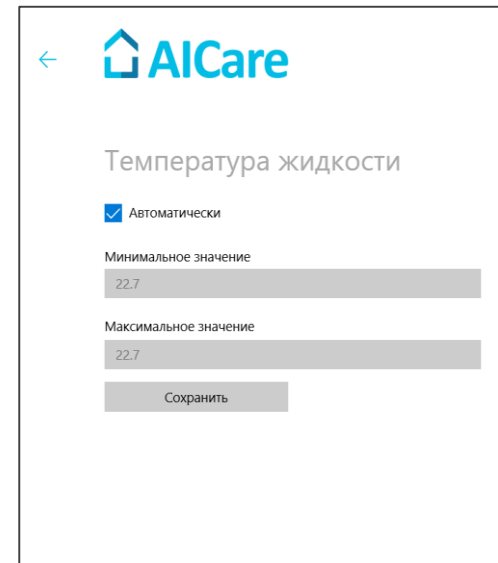 AICare
Температура жидкости
Автоматически
Минимальное значение
22.7
Максимальное значение
22.7
Сохранить